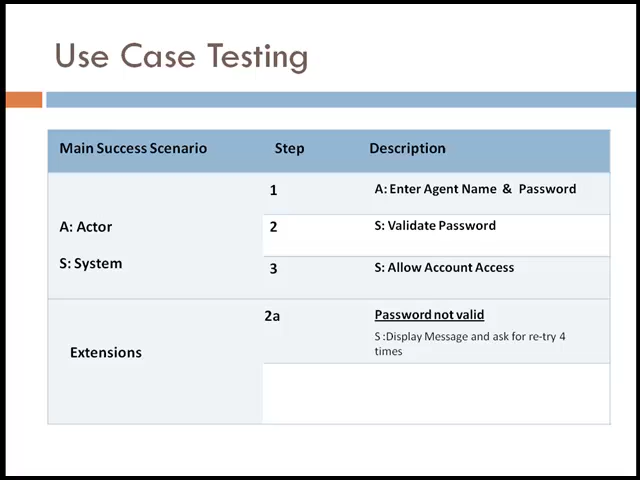 Use Case Testing
Main Success Scenario Step Description
1 A: Enter Agent Name & Password
A: Actor 2 S: Validate Password
S: System 3 S: Allow Account Access
2a Password not valid
S :Display Message and ask for re-try 4
times
Extensions